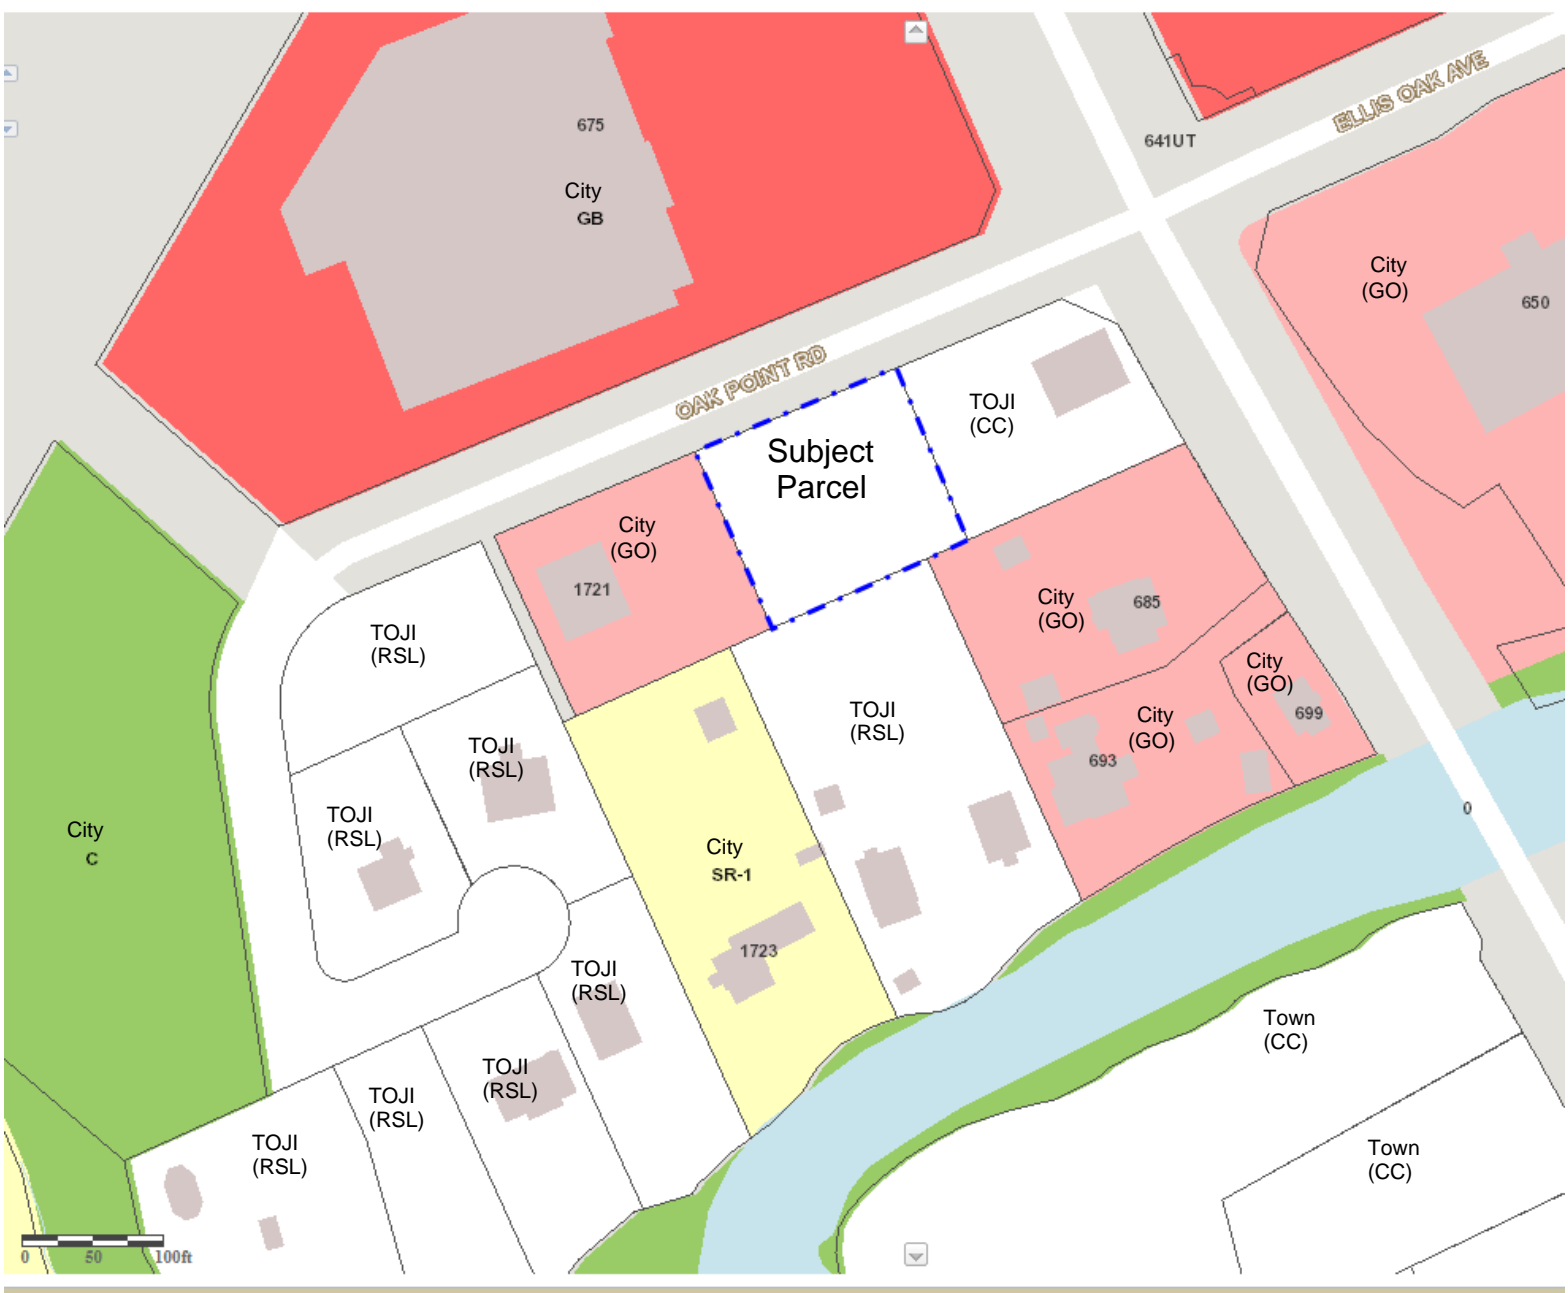 675
City
GB
641UT
ELLIS OAK AVE
City
(GO)
650
OAK POINT RD
TOJI
(CC)
Subject
Parcel
City
(GO)
1721
TOJI
(RSL)
City
(GO)
685
City
(GO)
699
TOJI
(RSL)
City
(GO)
693
TOJI
(RSL)
TOJI
(RSL)
City
C
City
SR-1
0
1723
TOJI
(RSL)
Town
(CC)
TOJI
(RSL)
TOJI
(RSL)
TOJI
(RSL)
Town
(CC)
0 50 100ft